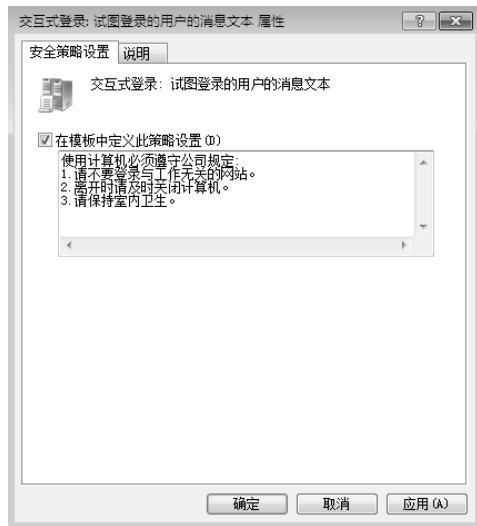 交互式登录: 试图登录的用户的消息文本 属性
安全策略设置 说明
交互式登录: 试图登录的用户的消息文本
在模板中定义此策略设置(D)
使用计算机必须遵守公司规定:
1.请不要登录与工作无关的网站。
2.离开时请及时关闭计算机。
3.请保持室内卫生。
确定 取消 应用(A)